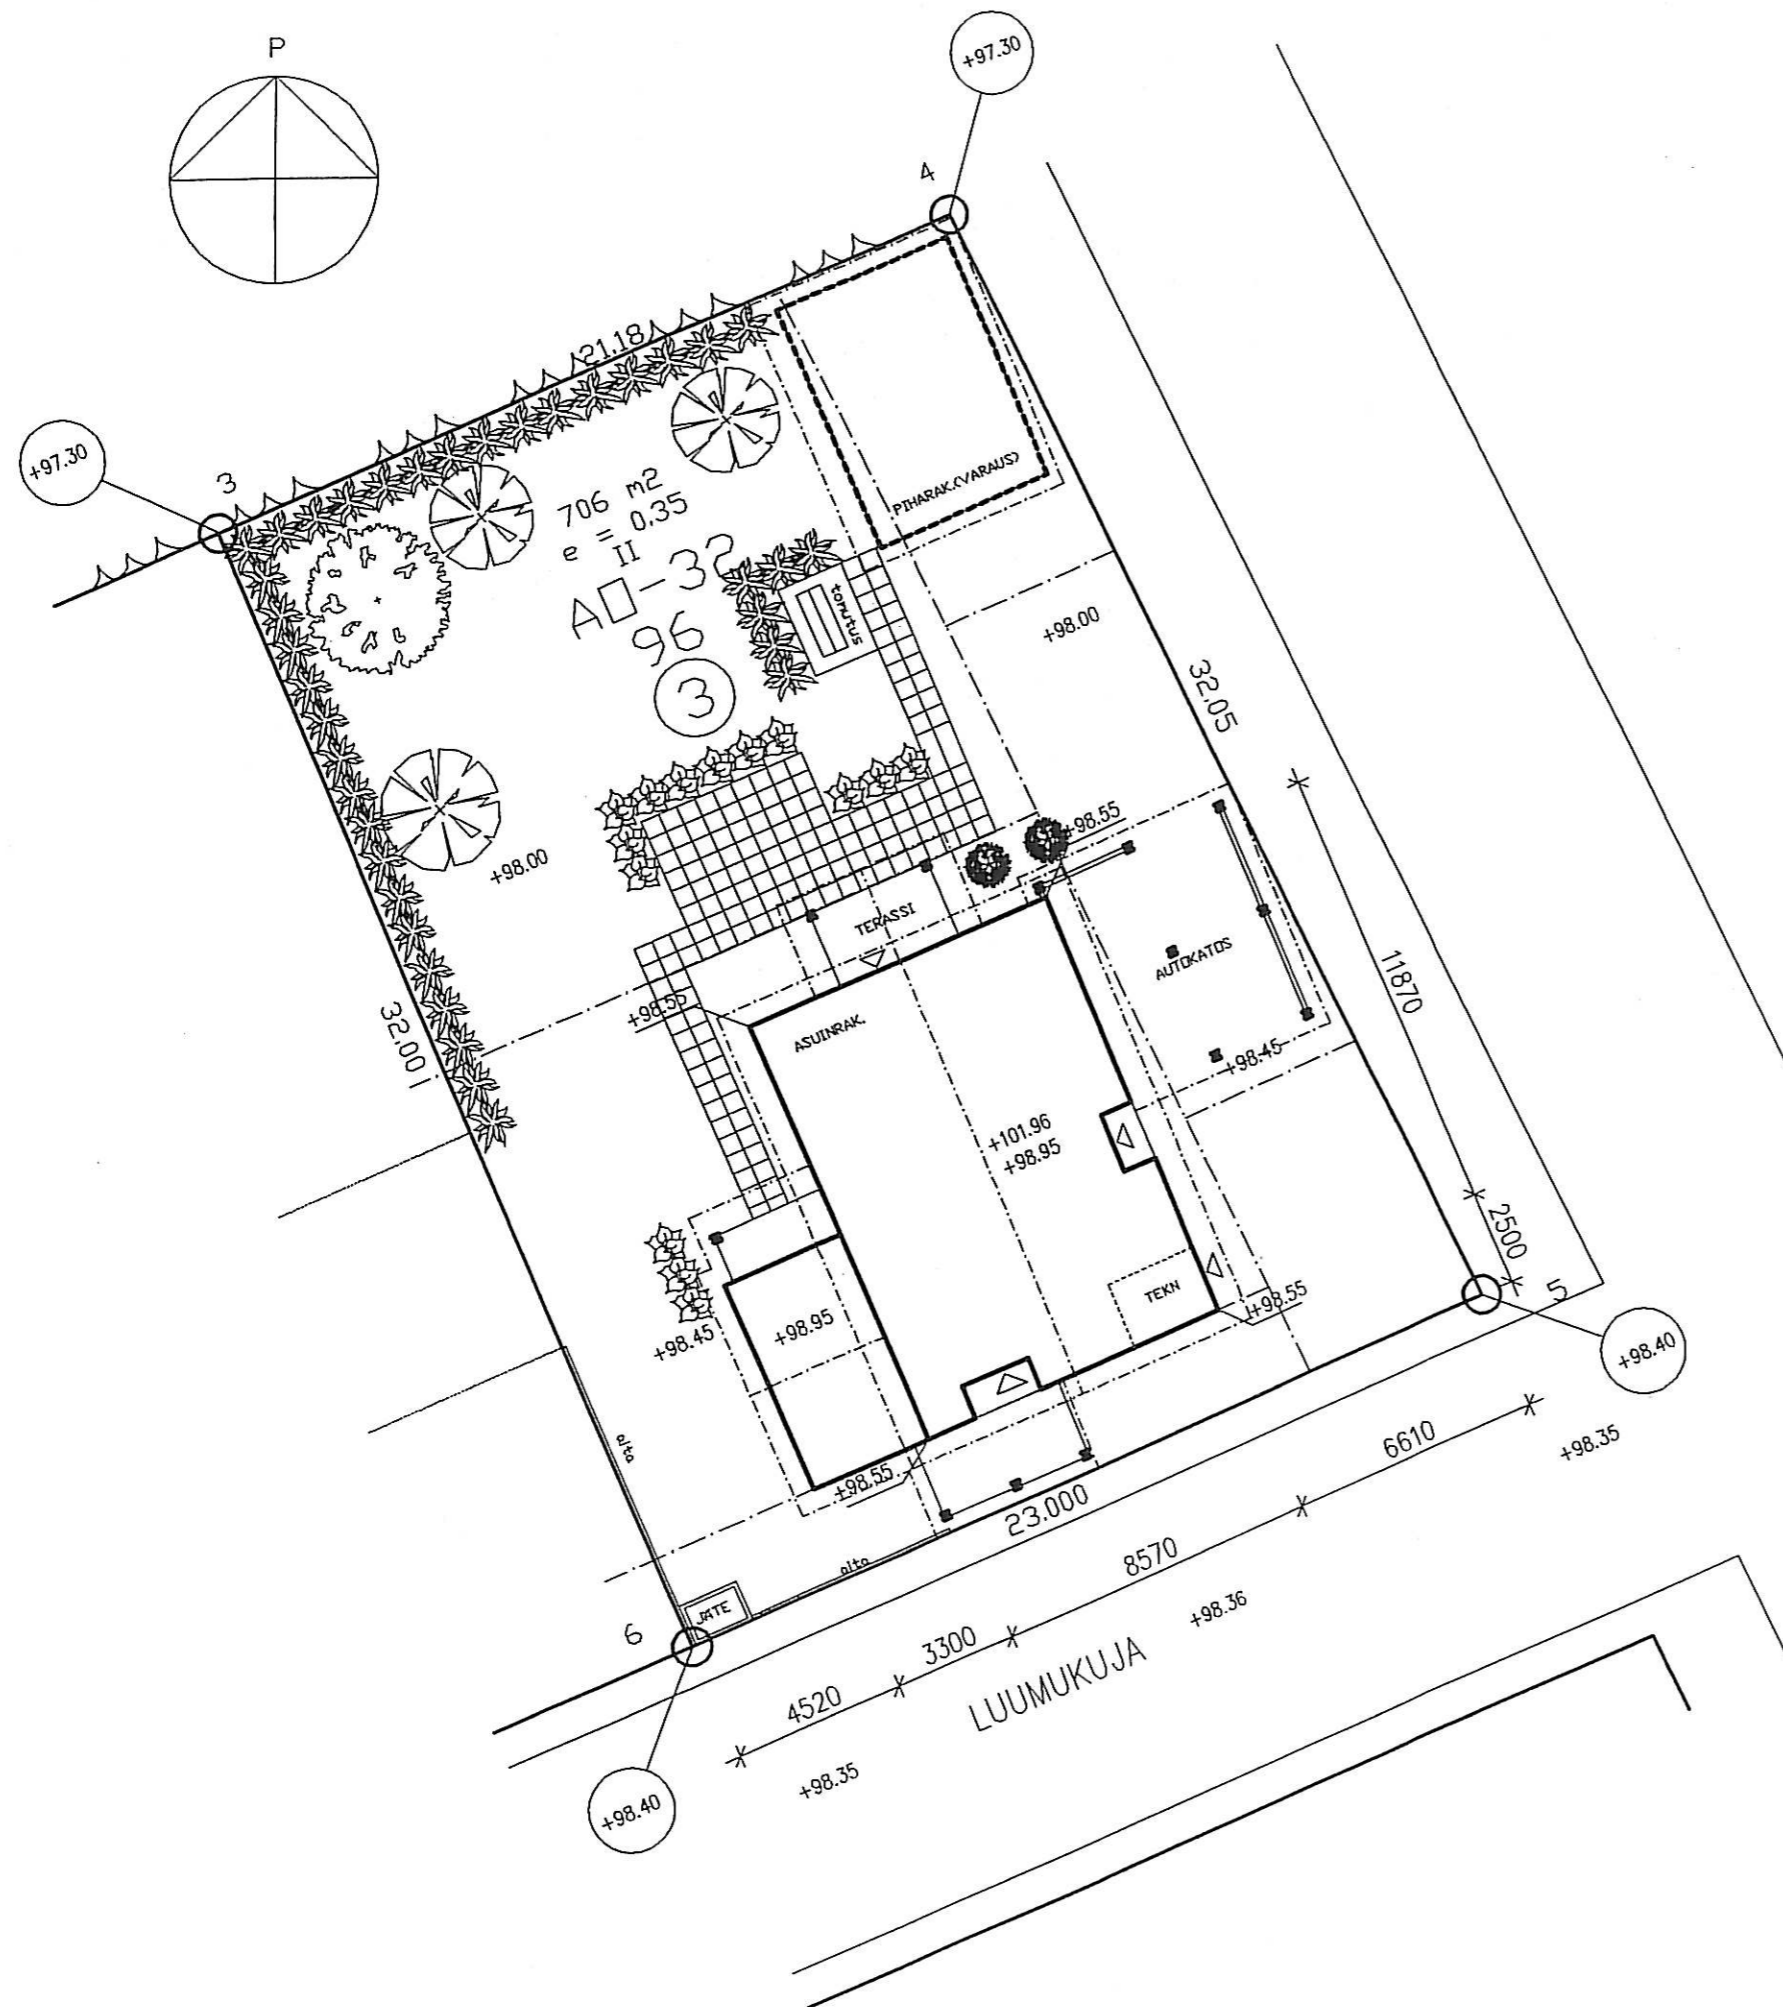 P
+97.30
4
21.18
+97.30
3
706 m2
e = 0.35
II
PIHARAK.(VARAUS)
96
3
tomutus
+98.00
32.05
+98.00
+98.55
TERASSI
AUTOKATOS
11870
32.00
+98.55
ASUINRAK.
+98.45
+101.96
+98.95
2500
5
TEKN
+98.55
+98.45
+98.95
+98.40
6610
+98.35
aita
+98.55
23.000
8570
aita
JÄTE
+98.36
6
3300
4520
LUUMUKUJA
+98.35
+98.40